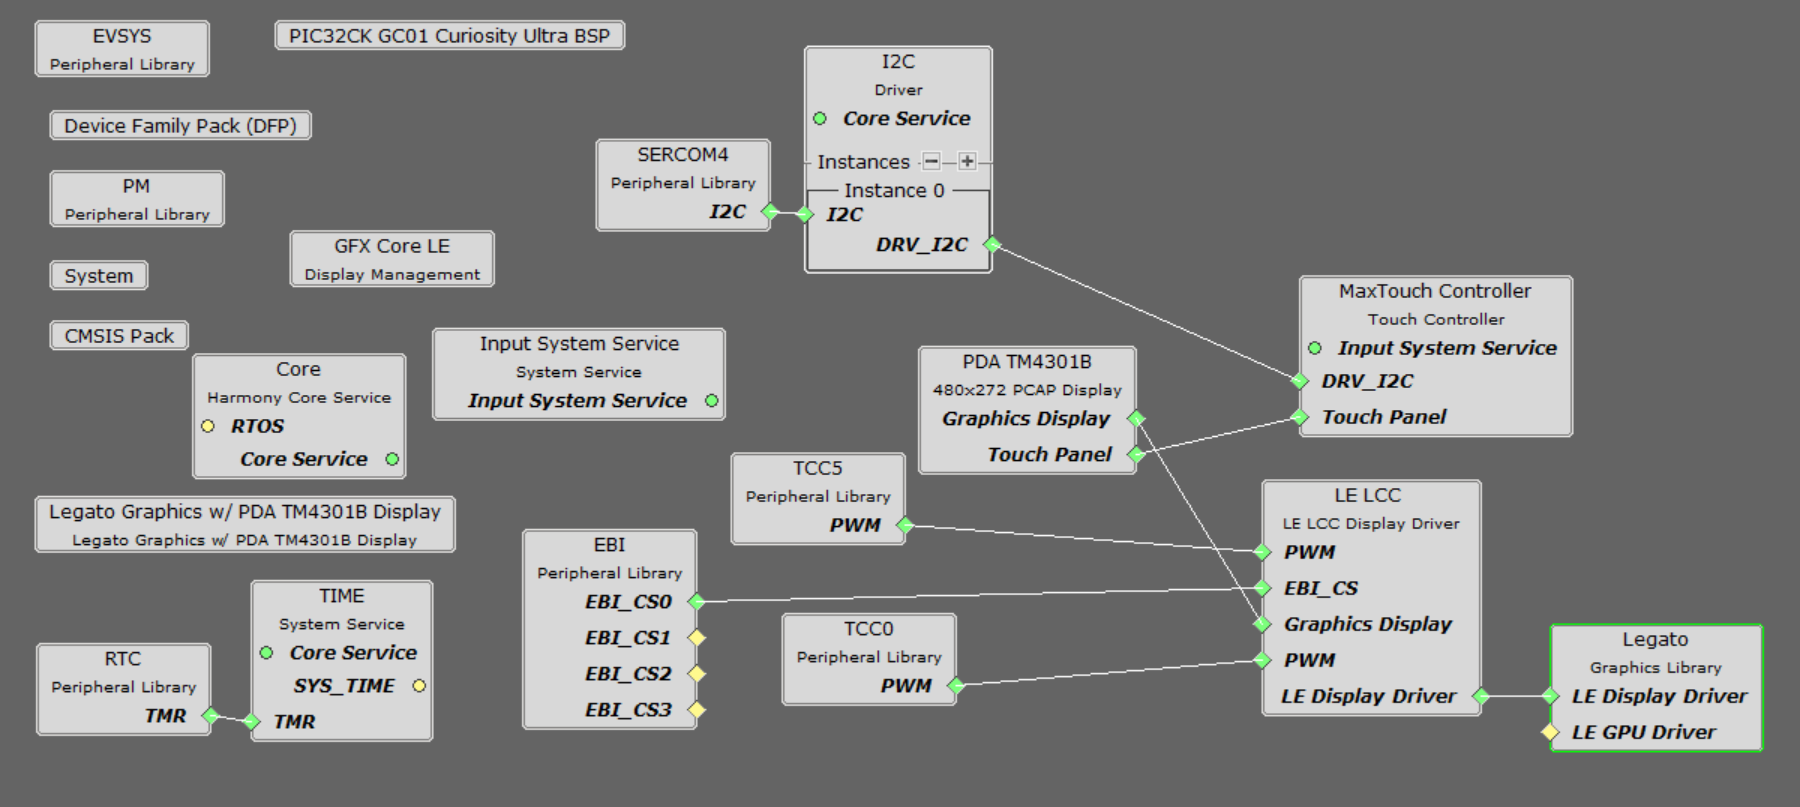 EVSYS
Peripheral Library
PIC32CK GC01 Curiosity Ultra BSP
Device Family Pack (DFP)
PM
Peripheral Library
GFX Core LE
Display Management
System
CMSIS Pack
Core
Harmony Core Service
RTOS
Core Service
Input System Service
System Service
Input System Service
Legato Graphics w/ PDA TM4301B Display
Legato Graphics w/ PDA TM4301B Display
RTC
Peripheral Library
TMR
TIME
System Service
Core Service
SYS_TIME
TMR
SERCOM4
Peripheral Library
I2C
I2C
Driver
Core Service
Instances
Instance 0
I2C
DRV_I2C
EBI
Peripheral Library
EBI_CS0
EBI_CS1
EBI_CS2
EBI_CS3
TCC5
Peripheral Library
PWM
TCC0
Peripheral Library
PWM
PDA TM4301B
480x272 PCAP Display
Graphics Display
Touch Panel
MaxTouch Controller
Touch Controller
Input System Service
DRV_I2C
Touch Panel
LE LCC
LE LCC Display Driver
PWM
EBI_CS
Graphics Display
PWM
LE Display Driver
Legato
Graphics Library
LE Display Driver
LE GPU Driver